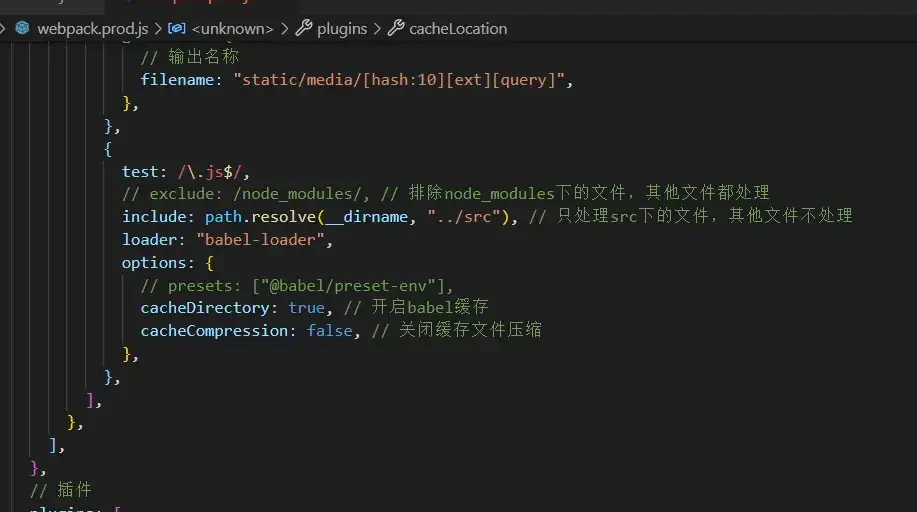 webpack.prod.js > <unknown> > plugins > cacheLocation
// 输出名称
filename: "static/media/[hash:10][ext][query]",
},
},
{
test: /\.js$/,
// exclude: /node_modules/, // 排除node_modules下的文件，其他文件都处理
include: path.resolve(__dirname, "../src"), // 只处理src下的文件，其他文件不处理
loader: "babel-loader",
options: {
// presets: ["@babel/preset-env"],
cacheDirectory: true, // 开启babel缓存
cacheCompression: false, // 关闭缓存文件压缩
},
},
],
},
],
},
// 插件
plugins: [